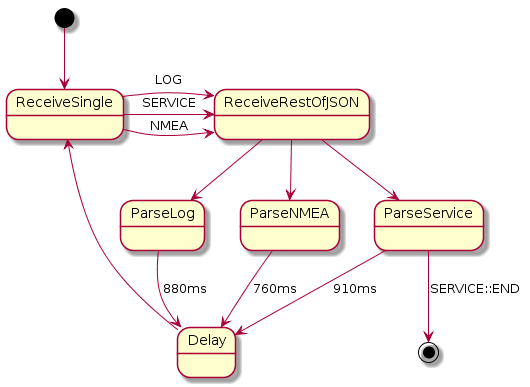 LOG
ReceiveSingle
ReceiveRestOfJSON
SERVICE
NMEA
ParseLog
ParseNMEA
ParseService
880ms
760ms
910ms
SERVICE::END
Delay